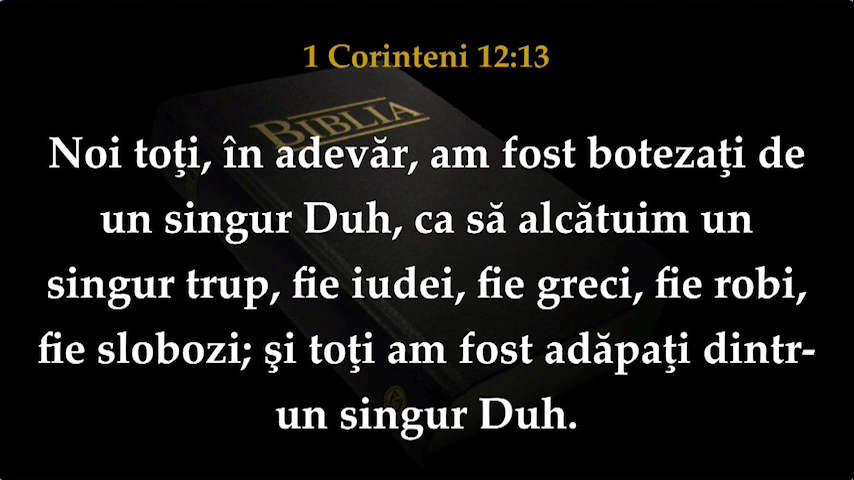 1 Corinteni 12:13
BIBLIA
Noi toţi, în adevăr, am fost botezaţi de
un singur Duh, ca să alcătuim un
singur trup, fie iudei, fie greci, fie robi,
fie slobozi; şi toţi am fost adăpaţi dintr-
un singur Duh.